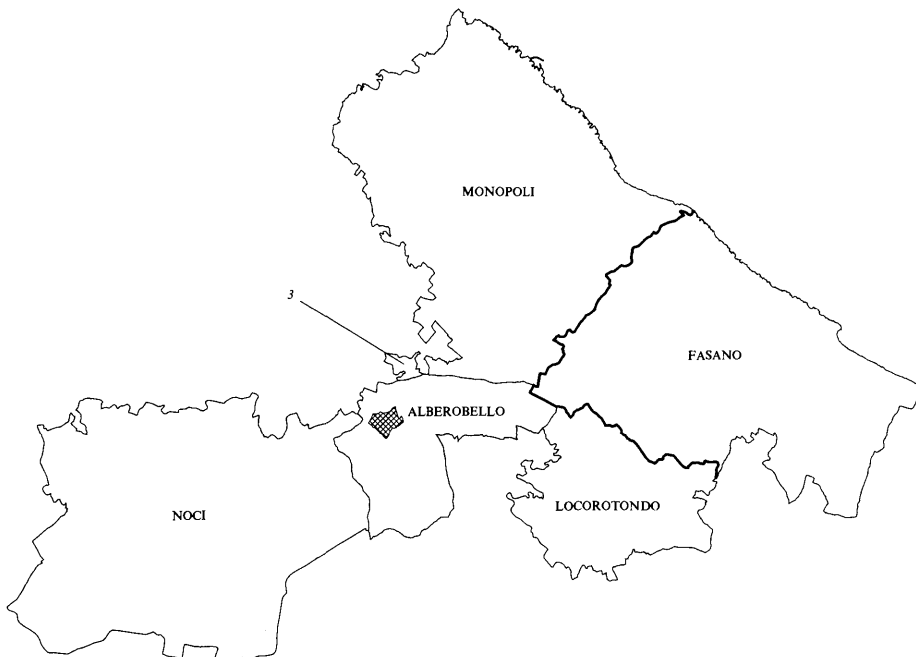 MONOPOLI
3
FASANO
ALBEROBELLO
LOCOROTONDO
NOCI